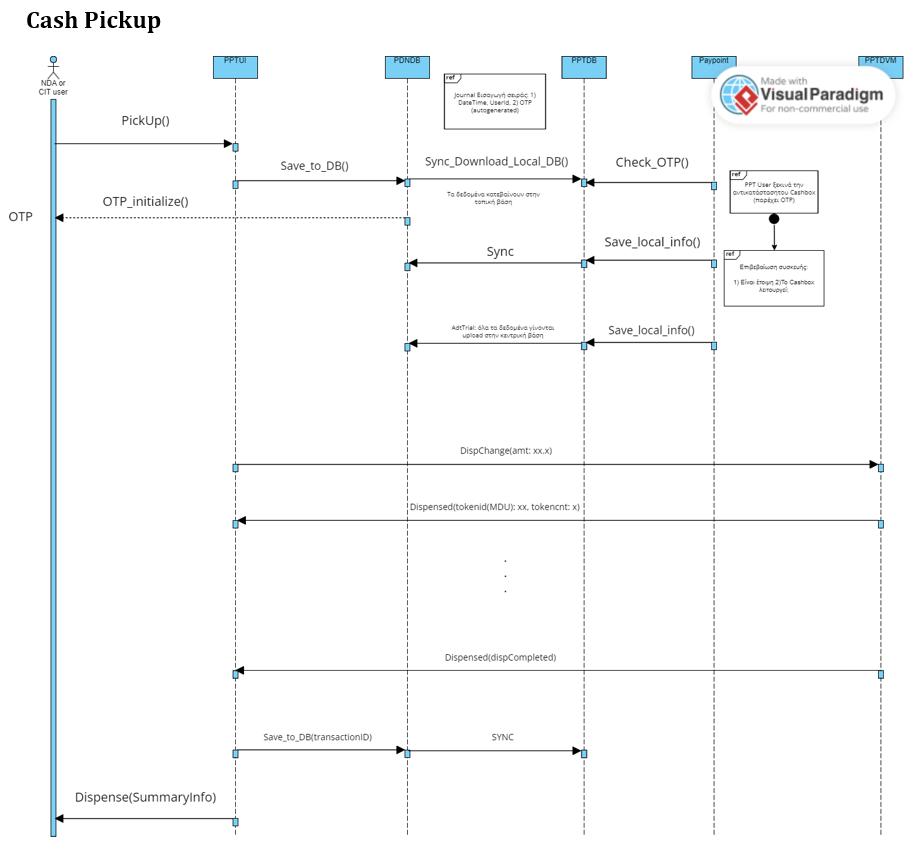 Cash Pickup
PPTUI
PDNDB
PPTDB
Paypoint
PPTDVM
NDA or
CIT user
Made with
VisualParadigm
For non-commercial use
ref
Journal Εισαγωγή σειράς: 1)
DateTime, UserId, 2) OTP
(autogenerated)
PickUp()
Save_to_DB()
Sync_Download_Local_DB()
Check_OTP()
Τα δεδομένα κατεβαίνουν στην
τοπική βάση
ref
PPT User ξεκινά την
αντικατάστασητου Cashbox
(παρέχει OTP)
OTP
OTP_initialize()
Sync
Save_local_info()
ref
Επιβεβαίωση συσκευής:
1) Είναι έτοιμη 2)Το Cashbox
λειτουργεί
AdtTrial: όλα τα δεδομένα γίνονται
upload στην κεντρική βάση
Save_local_info()
DispChange(amt: xx.x)
Dispensed(tokenid(MDU): xx, tokencnt: x)
.
.
.
Dispensed(dispCompleted)
Save_to_DB(transactionID)
SYNC
Dispense(SummaryInfo)